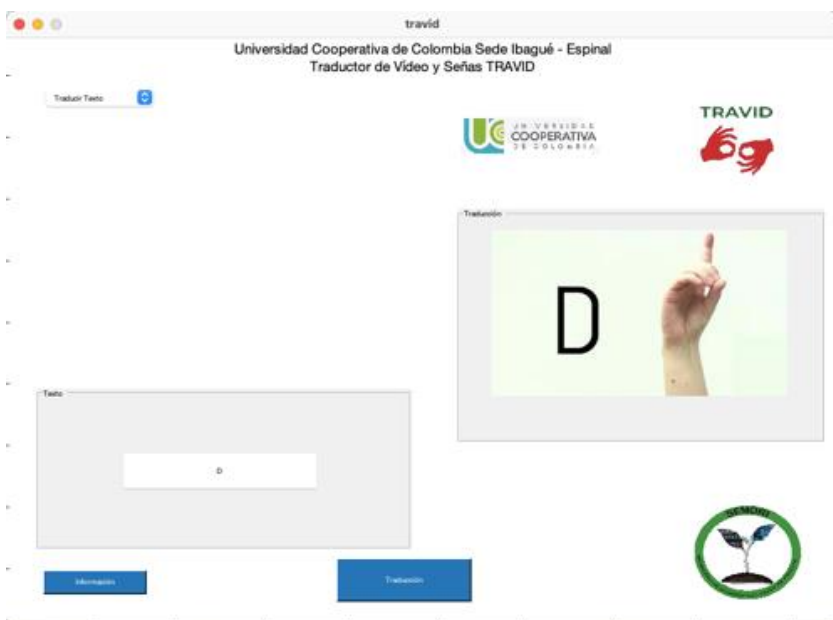 travid
Universidad Cooperativa de Colombia Sede Ibagué - Espinal
Traductor de Vídeo y Señas TRAVID
Traducir Texto
UNIVERSIDAD
COOPERATIVA
DE COLOMBIA
TRAVID
Traducción
D
Texto
D
SEMORI
Información
Traducción